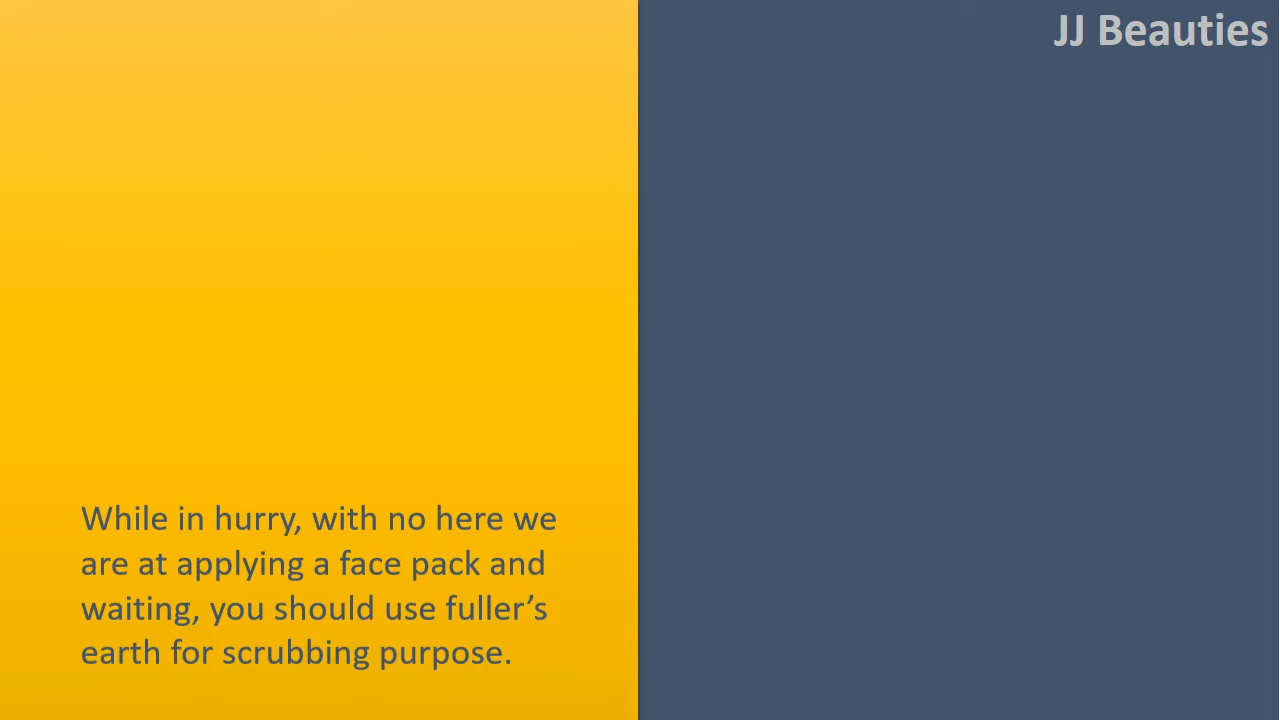 JJ Beauties
While in hurry, with no here we
are at applying a face pack and
waiting, you should use fuller’s
earth for scrubbing purpose.